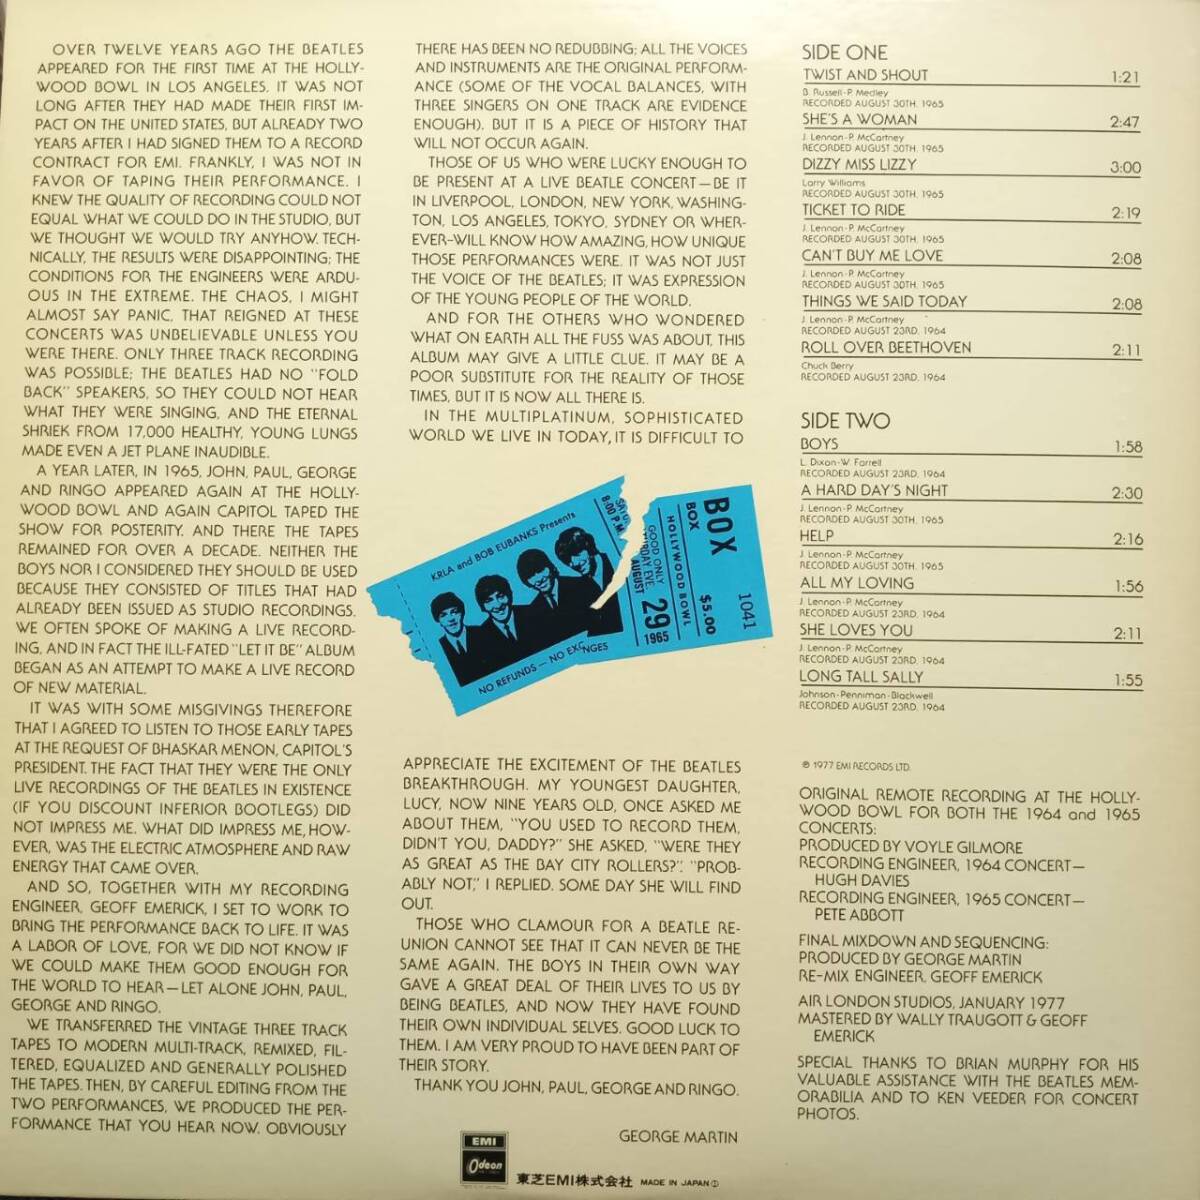 OVER TWELVE YEARS AGO THE BEATLES
APPEARED FOR THE FIRST TIME AT THE HOLLY-
WOOD BOWL IN LOS ANGELES. IT WAS NOT
LONG AFTER THEY HAD MADE THEIR FIRST IM-
PACT ON THE UNITED STATES, BUT ALREADY TWO
YEARS AFTER I HAD SIGNED THEM TO A RECORD
CONTRACT FOR EMI. FRANKLY, I WAS NOT IN
FAVOR OF TAPING THEIR PERFORMANCE. I
KNEW THE QUALITY OF RECORDING COULD NOT
EQUAL WHAT WE COULD DO IN THE STUDIO, BUT
WE THOUGHT WE WOULD TRY ANYHOW. TECH-
NICALLY, THE RESULTS WERE DISAPPOINTING; THE
CONDITIONS FOR THE ENGINEERS WERE ARDU-
OUS IN THE EXTREME. THE CHAOS, I MIGHT
ALMOST SAY PANIC, THAT REIGNED AT THESE
CONCERTS WAS UNBELIEVABLE UNLESS YOU
WERE THERE. ONLY THREE TRACK RECORDING
WAS POSSIBLE; THE BEATLES HAD NO "FOLD
BACK" SPEAKERS, SO THEY COULD NOT HEAR
WHAT THEY WERE SINGING, AND THE ETERNAL
SHRIEK FROM 17,000 HEALTHY, YOUNG LUNGS
MADE EVEN A JET PLANE INAUDIBLE.
A YEAR LATER, IN 1965, JOHN, PAUL, GEORGE
AND RINGO APPEARED AGAIN AT THE HOLLY-
WOOD BOWL AND AGAIN CAPITOL TAPED THE
SHOW FOR POSTERITY. AND THERE THE TAPES
REMAINED FOR OVER A DECADE. NEITHER THE
BOYS NOR I CONSIDERED THEY SHOULD BE USED
BECAUSE THEY CONSISTED OF TITLES THAT HAD
ALREADY BEEN ISSUED AS STUDIO RECORDINGS.
WE OFTEN SPOKE OF MAKING A LIVE RECORD-
ING, AND IN FACT THE ILL-FATED "LET IT BE" ALBUM
BEGAN AS AN ATTEMPT TO MAKE A LIVE RECORD
OF NEW MATERIAL.
IT WAS WITH SOME MISGIVINGS THEREFORE
THAT I AGREED TO LISTEN TO THOSE EARLY TAPES
AT THE REQUEST OF BHASKAR MENON, CAPITOL'S
PRESIDENT. THE FACT THAT THEY WERE THE ONLY
LIVE RECORDINGS OF THE BEATLES IN EXISTENCE
(IF YOU DISCOUNT INFERIOR BOOTLEGS) DID
NOT IMPRESS ME. WHAT DID IMPRESS ME, HOW-
EVER, WAS THE ELECTRIC ATMOSPHERE AND RAW
ENERGY THAT CAME OVER.
AND SO, TOGETHER WITH MY RECORDING
ENGINEER, GEOFF EMERICK, I SET TO WORK TO
BRING THE PERFORMANCE BACK TO LIFE. IT WAS
A LABOR OF LOVE, FOR WE DID NOT KNOW IF
WE COULD MAKE THEM GOOD ENOUGH FOR
THE WORLD TO HEAR—LET ALONE JOHN, PAUL,
GEORGE AND RINGO.
WE TRANSFERRED THE VINTAGE THREE TRACK
TAPES TO MODERN MULTI-TRACK, REMIXED, FIL-
TERED, EQUALIZED AND GENERALLY POLISHED
THE TAPES. THEN, BY CAREFUL EDITING FROM THE
TWO PERFORMANCES, WE PRODUCED THE PER-
FORMANCE THAT YOU HEAR NOW. OBVIOUSLY
THERE HAS BEEN NO REDUBBING; ALL THE VOICES
AND INSTRUMENTS ARE THE ORIGINAL PERFORM-
ANCE (SOME OF THE VOCAL BALANCES, WITH
THREE SINGERS ON ONE TRACK ARE EVIDENCE
ENOUGH). BUT IT IS A PIECE OF HISTORY THAT
WILL NOT OCCUR AGAIN.
THOSE OF US WHO WERE LUCKY ENOUGH TO
BE PRESENT AT A LIVE BEATLE CONCERT—BE IT
IN LIVERPOOL, LONDON, NEW YORK, WASHING-
TON, LOS ANGELES, TOKYO, SYDNEY OR WHER-
EVER—WILL KNOW HOW AMAZING, HOW UNIQUE
THOSE PERFORMANCES WERE. IT WAS NOT JUST
THE VOICE OF THE BEATLES; IT WAS EXPRESSION
OF THE YOUNG PEOPLE OF THE WORLD.
AND FOR THE OTHERS WHO WONDERED
WHAT ON EARTH ALL THE FUSS WAS ABOUT, THIS
ALBUM MAY GIVE A LITTLE CLUE. IT MAY BE A
POOR SUBSTITUTE FOR THE REALITY OF THOSE
TIMES, BUT IT IS NOW ALL THERE IS.
IN THE MULTIPLATINUM, SOPHISTICATED
WORLD WE LIVE IN TODAY, IT IS DIFFICULT TO
KRLA and BOB EUBANKS Presents
SATU
8:00 P.M.
NO REFUNDS — NO EXC NGES
GOOD ONLY
URDAY EVE.
AUGUST
29
1965
HOLLYWOOD BOWL
BOX
BOX
$5.00
1041
APPRECIATE THE EXCITEMENT OF THE BEATLES
BREAKTHROUGH. MY YOUNGEST DAUGHTER,
LUCY, NOW NINE YEARS OLD, ONCE ASKED ME
ABOUT THEM, "YOU USED TO RECORD THEM,
DIDN'T YOU, DADDY?" SHE ASKED, "WERE THEY
AS GREAT AS THE BAY CITY ROLLERS?". "PROB-
ABLY NOT," I REPLIED. SOME DAY SHE WILL FIND
OUT.
THOSE WHO CLAMOUR FOR A BEATLE RE-
UNION CANNOT SEE THAT IT CAN NEVER BE THE
SAME AGAIN. THE BOYS IN THEIR OWN WAY
GAVE A GREAT DEAL OF THEIR LIVES TO US BY
BEING BEATLES, AND NOW THEY HAVE FOUND
THEIR OWN INDIVIDUAL SELVES. GOOD LUCK TO
THEM. I AM VERY PROUD TO HAVE BEEN PART OF
THEIR STORY.
THANK YOU JOHN, PAUL, GEORGE AND RINGO.
GEORGE MARTIN
EMI
Odeon
東芝EMI株式会社 MADE IN JAPAN
SIDE ONE
TWIST AND SHOUT 1:21
B. Russell-P. Medley
RECORDED AUGUST 30TH, 1965
SHE'S A WOMAN 2:47
J. Lennon-P. McCartney
RECORDED AUGUST 30TH, 1965
DIZZY MISS LIZZY 3:00
Larry Williams
RECORDED AUGUST 30TH, 1965
TICKET TO RIDE 2:19
J. Lennon-P. McCartney
RECORDED AUGUST 30TH, 1965
CAN'T BUY ME LOVE 2:08
J. Lennon-P. McCartney
RECORDED AUGUST 30TH, 1965
THINGS WE SAID TODAY 2:08
J. Lennon-P. McCartney
RECORDED AUGUST 23RD, 1964
ROLL OVER BEETHOVEN 2:11
Chuck Berry
RECORDED AUGUST 23RD, 1964
SIDE TWO
BOYS 1:58
L. Dixon-W. Farrell
RECORDED AUGUST 23RD, 1964
A HARD DAY'S NIGHT 2:30
J. Lennon-P. McCartney
RECORDED AUGUST 30TH, 1965
HELP 2:16
J. Lennon-P. McCartney
RECORDED AUGUST 30TH, 1965
ALL MY LOVING 1:56
J. Lennon-P. McCartney
RECORDED AUGUST 23RD, 1964
SHE LOVES YOU 2:11
J. Lennon-P. McCartney
RECORDED AUGUST 23RD, 1964
LONG TALL SALLY 1:55
Johnson-Penniman-Blackwell
RECORDED AUGUST 23RD, 1964
℗ 1977 EMI RECORDS LTD.
ORIGINAL REMOTE RECORDING AT THE HOLLY-
WOOD BOWL FOR BOTH THE 1964 and 1965
CONCERTS:
PRODUCED BY VOYLE GILMORE
RECORDING ENGINEER, 1964 CONCERT—
HUGH DAVIES
RECORDING ENGINEER, 1965 CONCERT—
PETE ABBOTT
FINAL MIXDOWN AND SEQUENCING:
PRODUCED BY GEORGE MARTIN
RE-MIX ENGINEER, GEOFF EMERICK
AIR LONDON STUDIOS, JANUARY 1977
MASTERED BY WALLY TRAUGOTT & GEOFF
EMERICK
SPECIAL THANKS TO BRIAN MURPHY FOR HIS
VALUABLE ASSISTANCE WITH THE BEATLES MEM-
ORABILIA AND TO KEN VEEDER FOR CONCERT
PHOTOS.